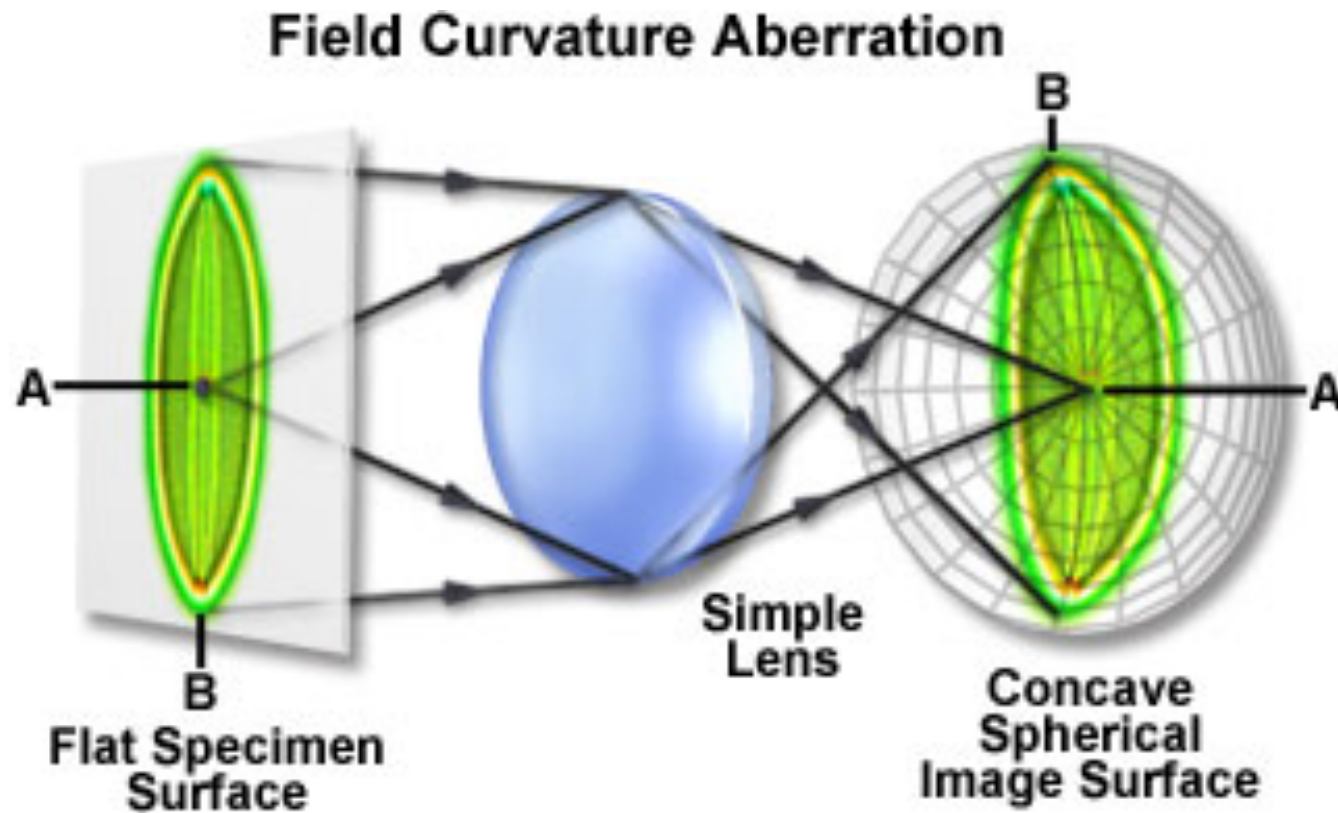 Field Curvature Aberration
B
A
A
B
Simple
Lens
Flat Specimen
Surface
Concave
Spherical
Image Surface